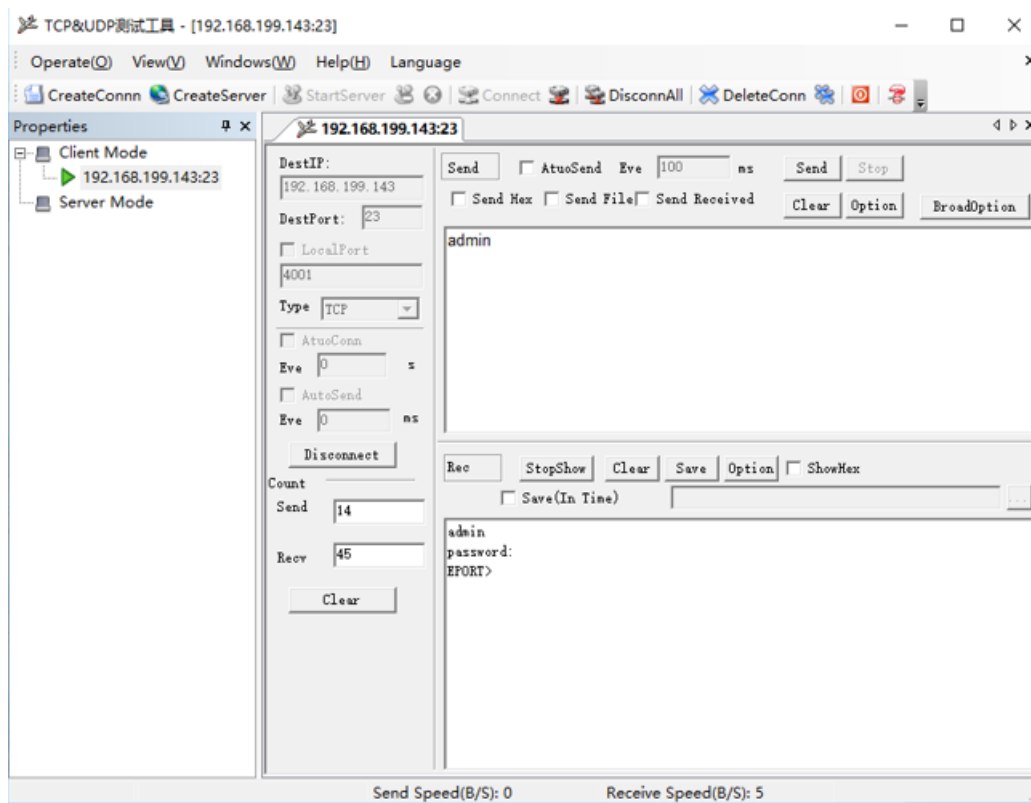 TCP&UDP测试工具 - [192.168.199.143:23]
Operate(O) View(V) Windows(W) Help(H) Language
CreateConnn CreateServer StartServer Connect DisconnAll DeleteConn
Properties
192.168.199.143:23
Client Mode
192.168.199.143:23
Server Mode
DestIP:
192.168.199.143
DestPort: 23
LocalPort
4001
Type TCP
AtuoConn
Eve 0 s
AutoSend
Eve 0 ms
Disconnect
Count
Send 14
Recv 45
Clear
Send AtuoSend Eve 100 ms Send Stop
Send Hex Send File Send Received Clear Option BroadOption
admin
Rec StopShow Clear Save Option ShowHex
Save(In Time) ...
admin
password:
EPORT>
Send Speed(B/S): 0 Receive Speed(B/S): 5